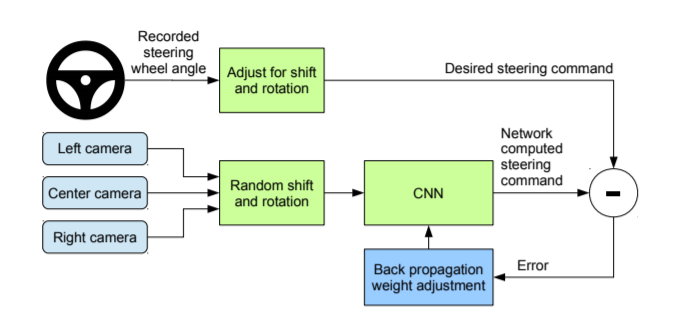 Recorded
steering
wheel angle
Adjust for shift
and rotation
Desired steering command
Left camera
Center camera
Right camera
Random shift
and rotation
CNN
Network
computed
steering
command
-
Back propagation
weight adjustment
Error